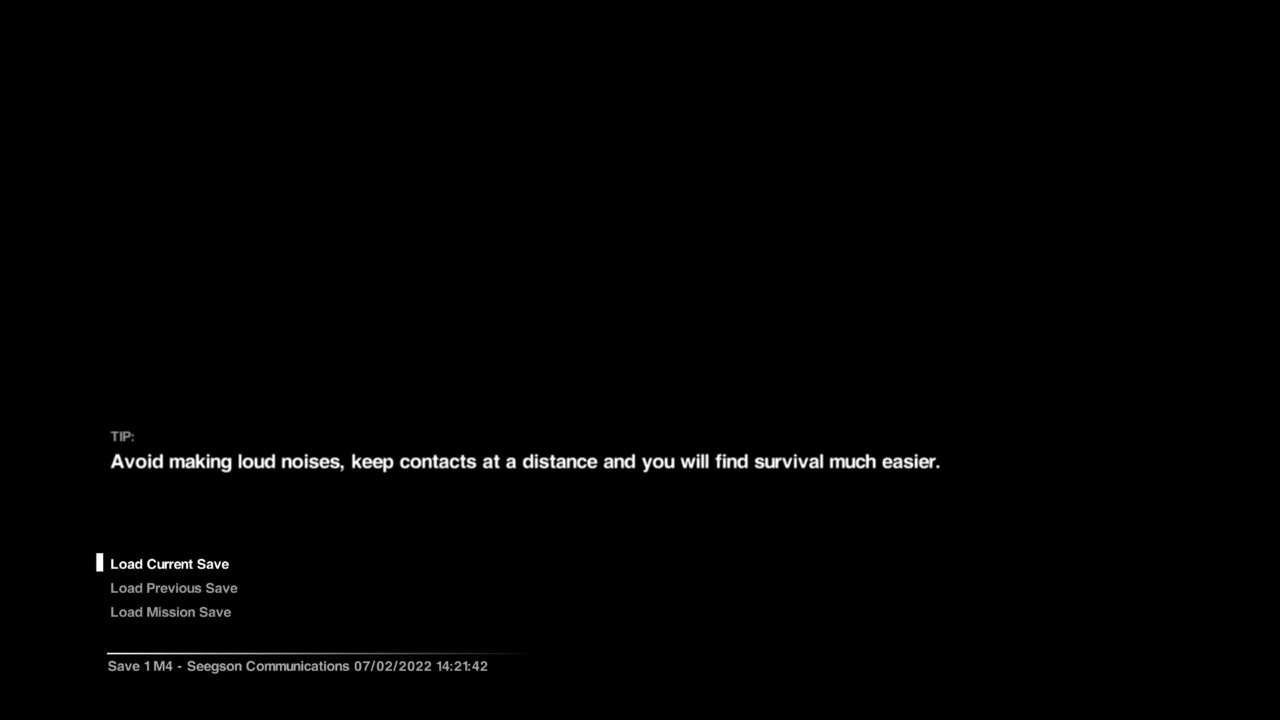 TIP:
Avoid making loud noises, keep contacts at a distance and you will find survival much easier.
Load Current Save
Load Previous Save
Load Mission Save
Save 1 M4 - Seegson Communications 07/02/2022 14:21:42